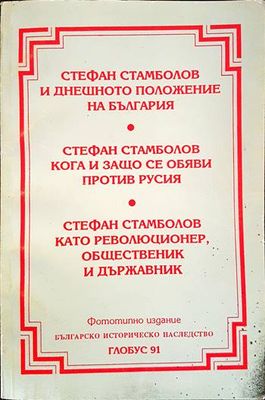 СТЕФАН СТАМБОЛОВ
И ДНЕШНОТО ПОЛОЖЕНИЕ
НА БЪЛГАРИЯ
•
СТЕФАН СТАМБОЛОВ
КОГА И ЗАЩО СЕ ОБЯВИ
ПРОТИВ РУСИЯ
•
СТЕФАН СТАМБОЛОВ
КАТО РЕВОЛЮЦИОНЕР,
ОБЩЕСТВЕНИК
И ДЪРЖАВНИК
Фототипно издание
БЪЛГАРСКО ИСТОРИЧЕСКО НАСЛЕДСТВО
ГЛОБУС 91